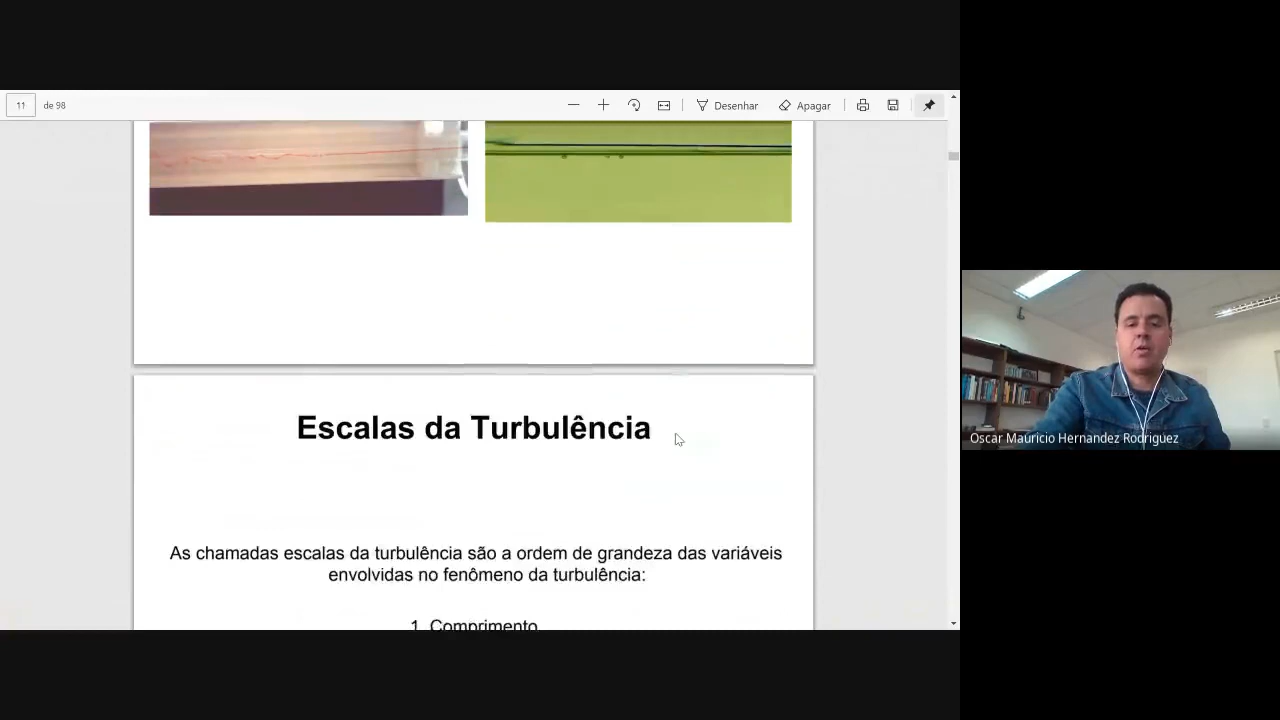 11 de 98
Desenhar
Apagar
Escalas da Turbulência
As chamadas escalas da turbulência são a ordem de grandeza das variáveis
envolvidas no fenômeno da turbulência:
1. Comprimento
Oscar Mauricio Hernandez Rodriguez